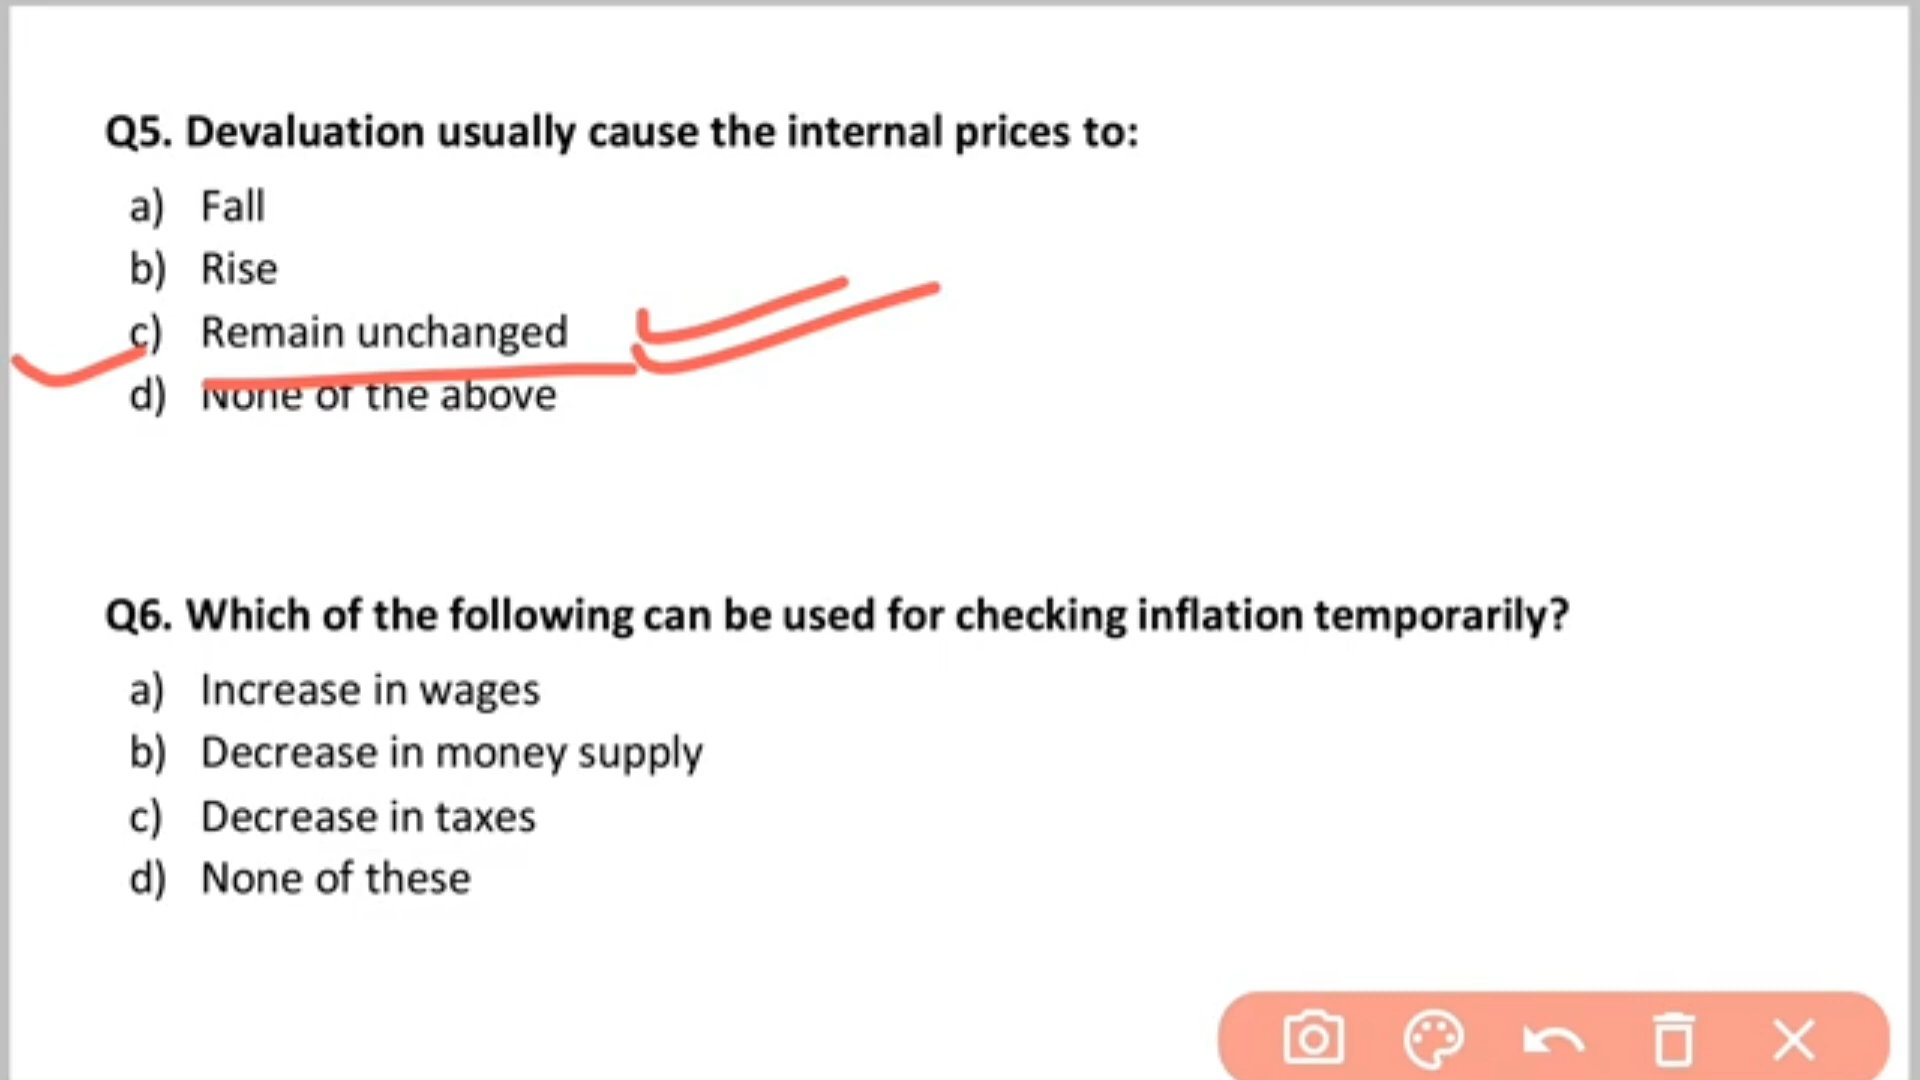 Q5. Devaluation usually cause the internal prices to:
a) Fall
b) Rise
c) Remain unchanged
d) None of the above
Q6. Which of the following can be used for checking inflation temporarily?
a) Increase in wages
b) Decrease in money supply
c) Decrease in taxes
d) None of these